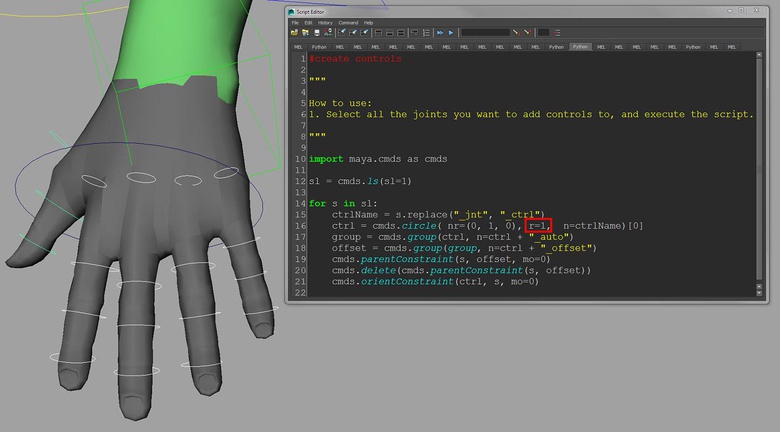 Script Editor
File Edit History Command Help
MEL Python MEL MEL MEL MEL MEL MEL MEL MEL MEL MEL Python Python MEL MEL Python MEL MEL MEL
1 #create controls
2
3 """
4
5 How to use:
6 1. Select all the joints you want to add controls to, and execute the script.
7
8 """
9
10 import maya.cmds as cmds
11
12 sl = cmds.ls(sl=1)
13
14 for s in sl:
15 ctrlName = s.replace("_jnt", "_ctrl")
16 ctrl = cmds.circle( nr=(0, 1, 0), r=1, n=ctrlName)[0]
17 group = cmds.group(ctrl, n=ctrl + "_auto")
18 offset = cmds.group(group, n=ctrl + "_offset")
19 cmds.parentConstraint(s, offset, mo=0)
20 cmds.delete(cmds.parentConstraint(s, offset))
21 cmds.orientConstraint(ctrl, s, mo=0)
22